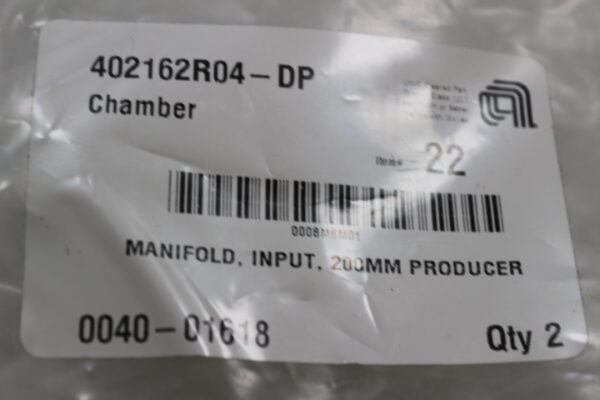 402162R04-DP
Chamber
Item# 22
MANIFOLD, INPUT, 200MM PRODUCER
0040-01618
Qty 2